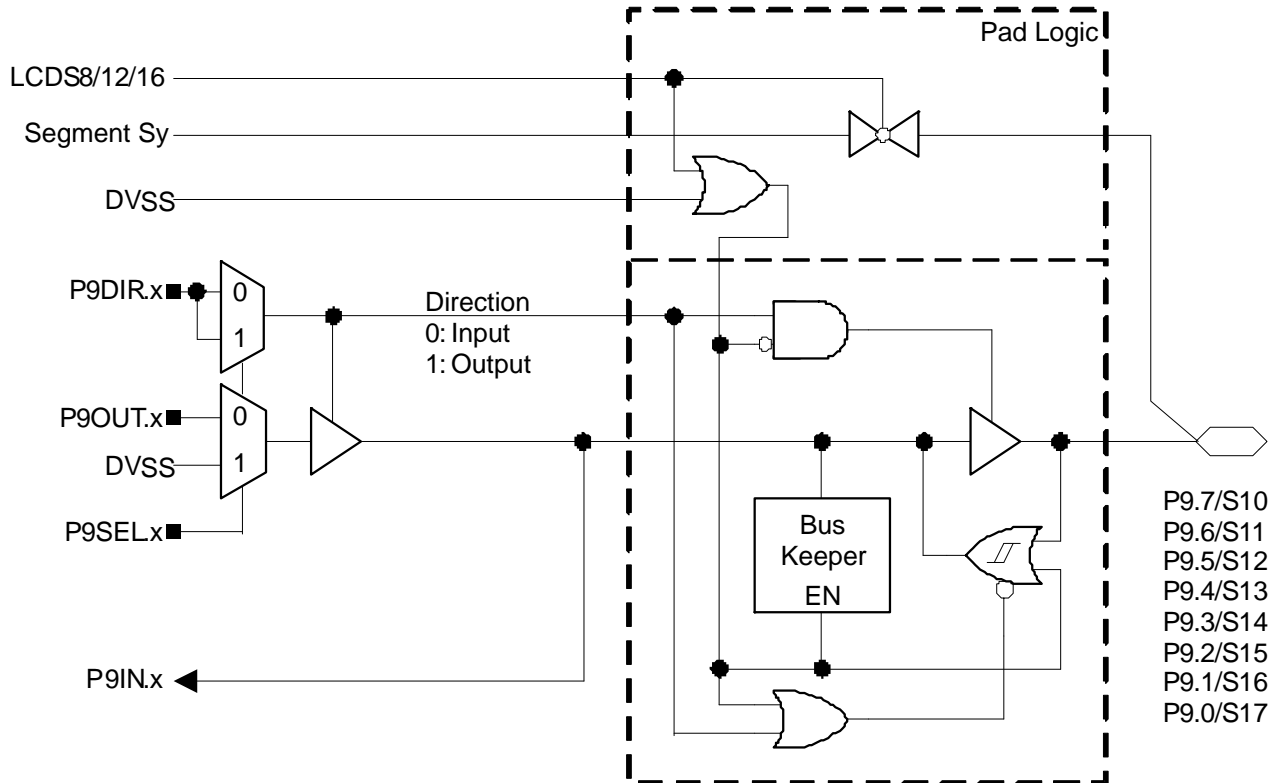 Pad Logic
LCDS8/12/16
Segment Sy
DVSS
P9DIR.x
0
1
Direction
0: Input
1: Output
P9OUT.x
0
DVSS
1
P9SEL.x
Bus
Keeper
EN
P9IN.x
P9.7/S10
P9.6/S11
P9.5/S12
P9.4/S13
P9.3/S14
P9.2/S15
P9.1/S16
P9.0/S17